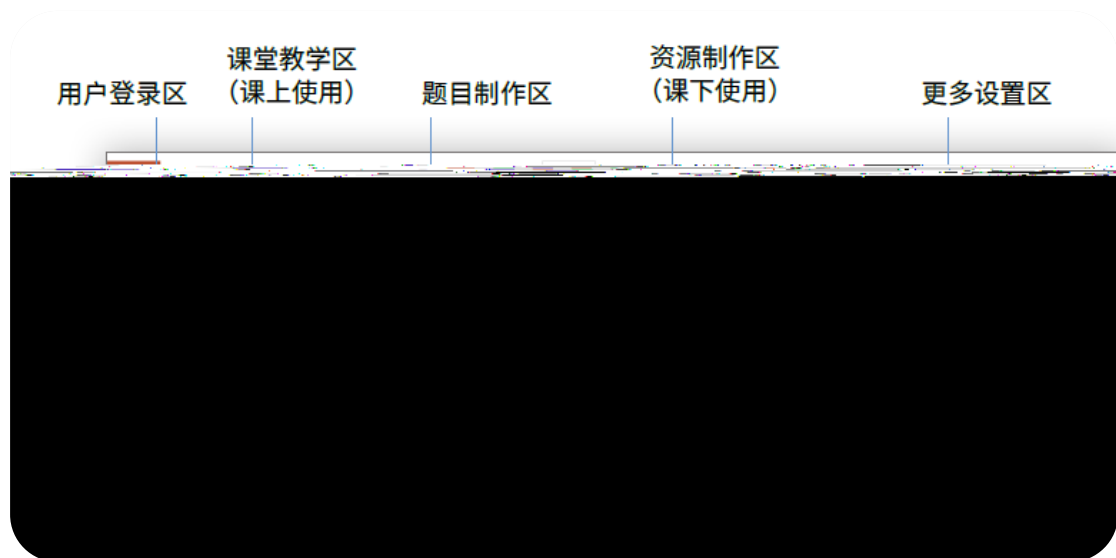 用户登录区
课堂教学区
（课上使用）
题目制作区
资源制作区
（课下使用）
更多设置区